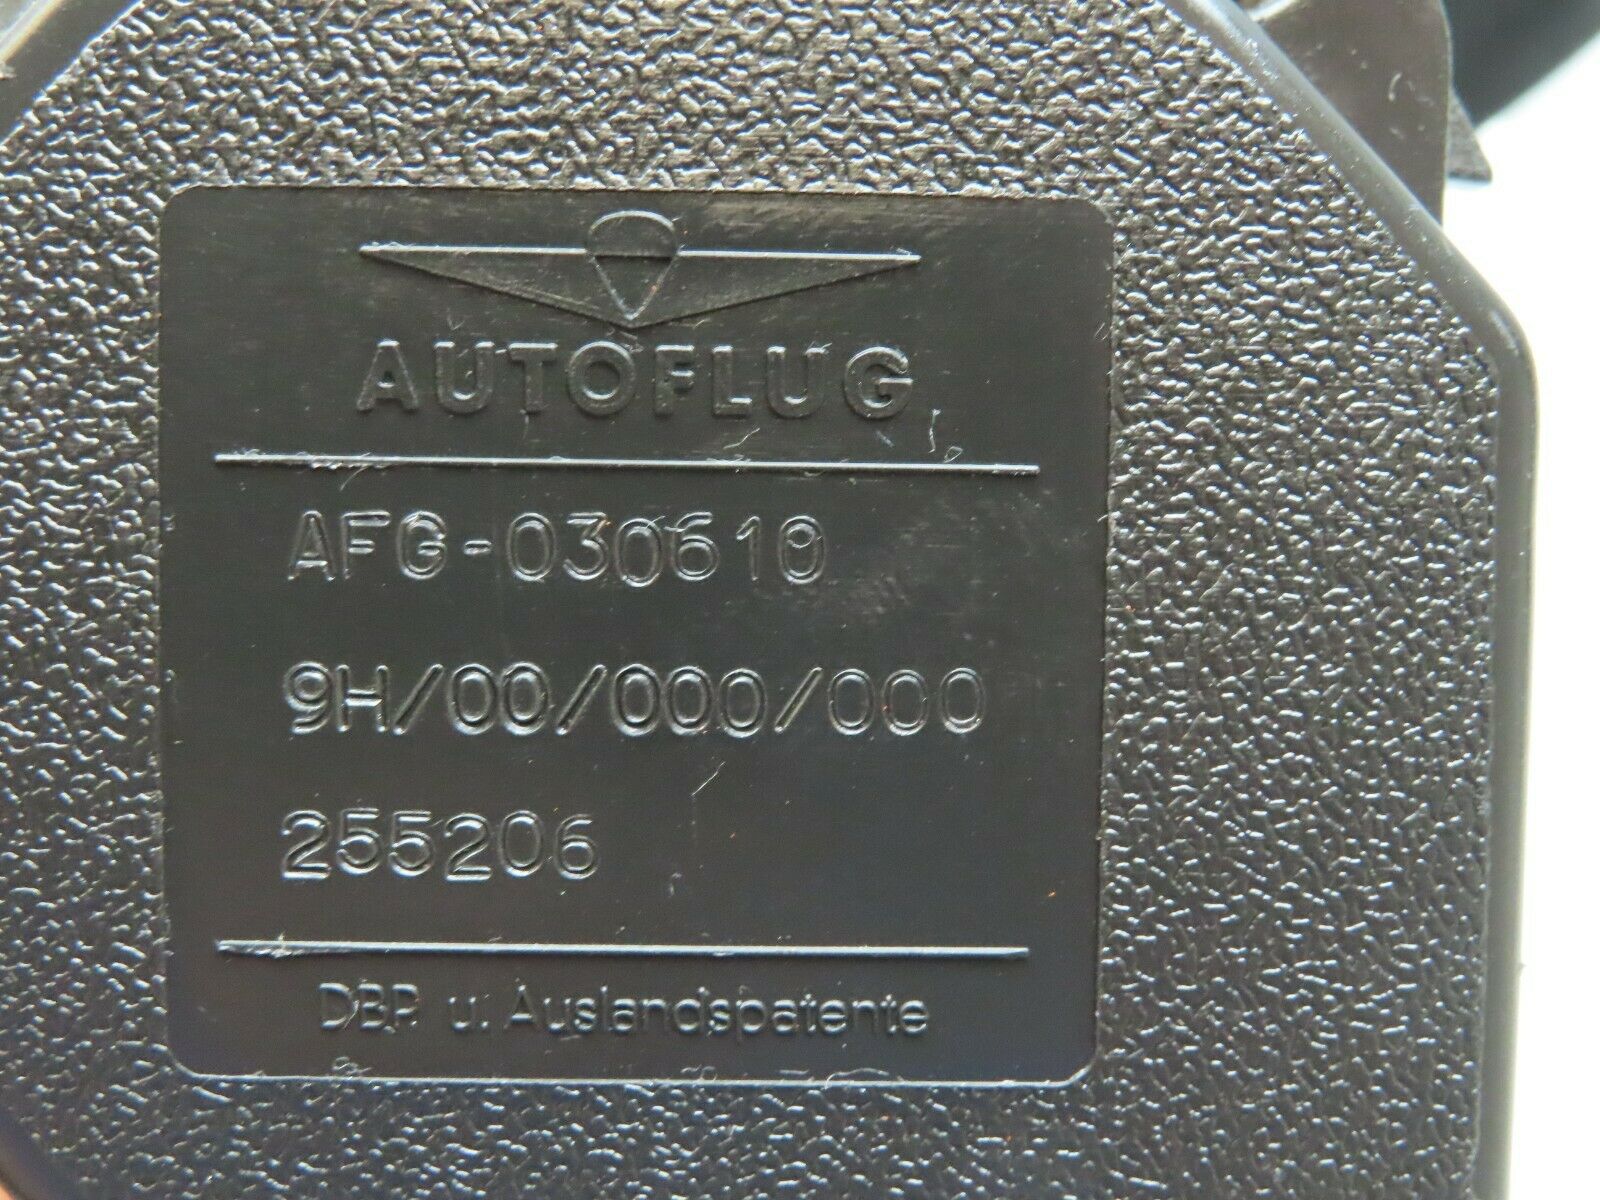 AUTOFLUG
AFG-030610
9H/00/000/000
255206
DBP. u. Auslandspatente